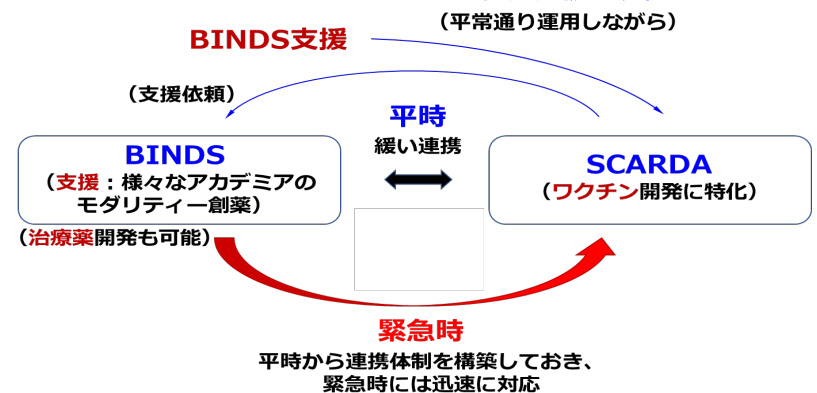 （平常通り運用しながら）
BINDS支援
（支援依頼）
平時
緩い連携
BINDS
（支援：様々なアカデミアの
モダリティー創薬）
SCARDA
（ワクチン開発に特化）
（治療薬開発も可能）
緊急時
平時から連携体制を構築しておき、
緊急時には迅速に対応